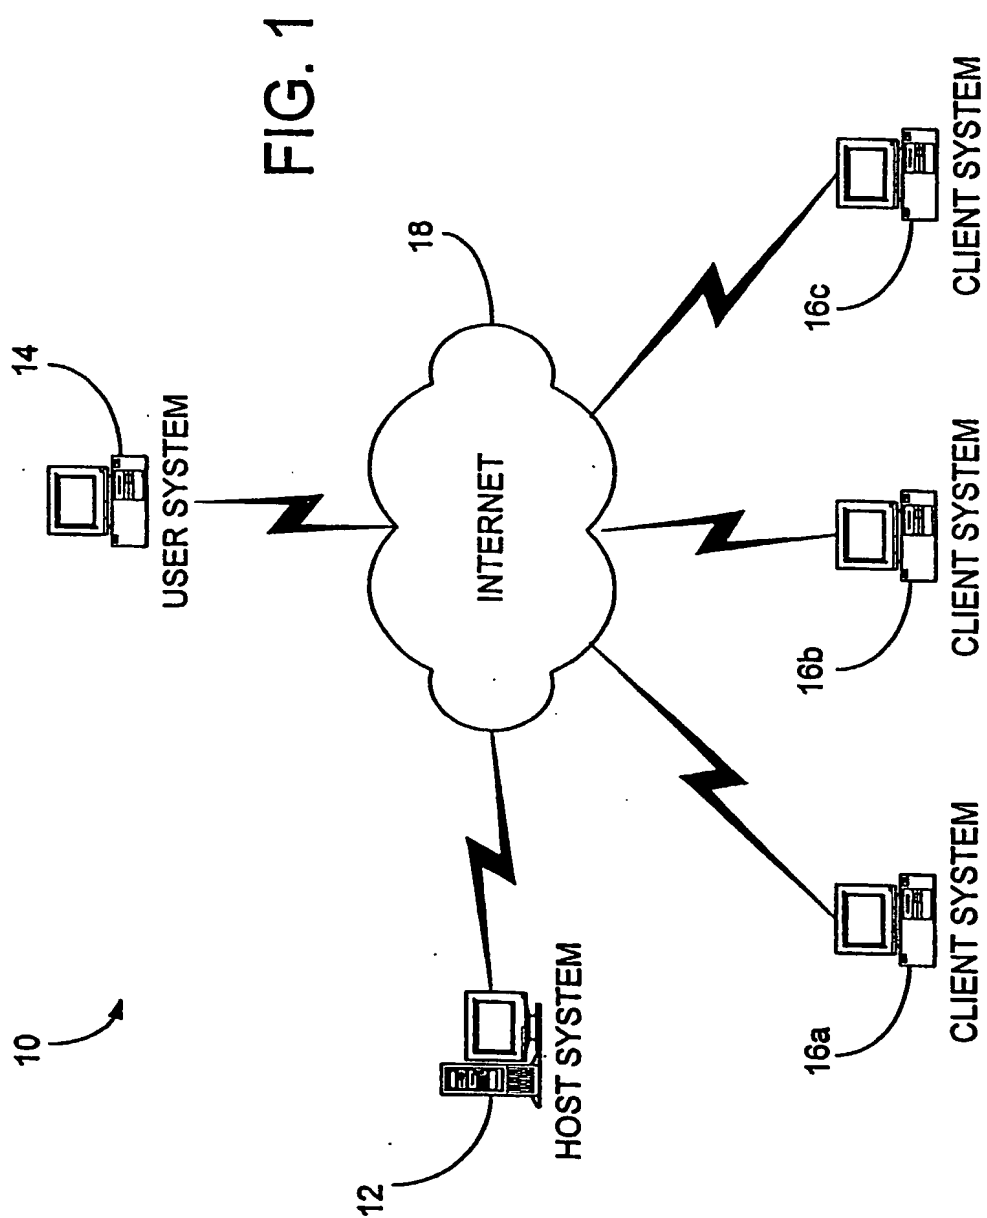 10
14
USER SYSTEM
FIG. 1
18
INTERNET
12
HOST SYSTEM
16a
CLIENT SYSTEM
16b
CLIENT SYSTEM
16c
CLIENT SYSTEM